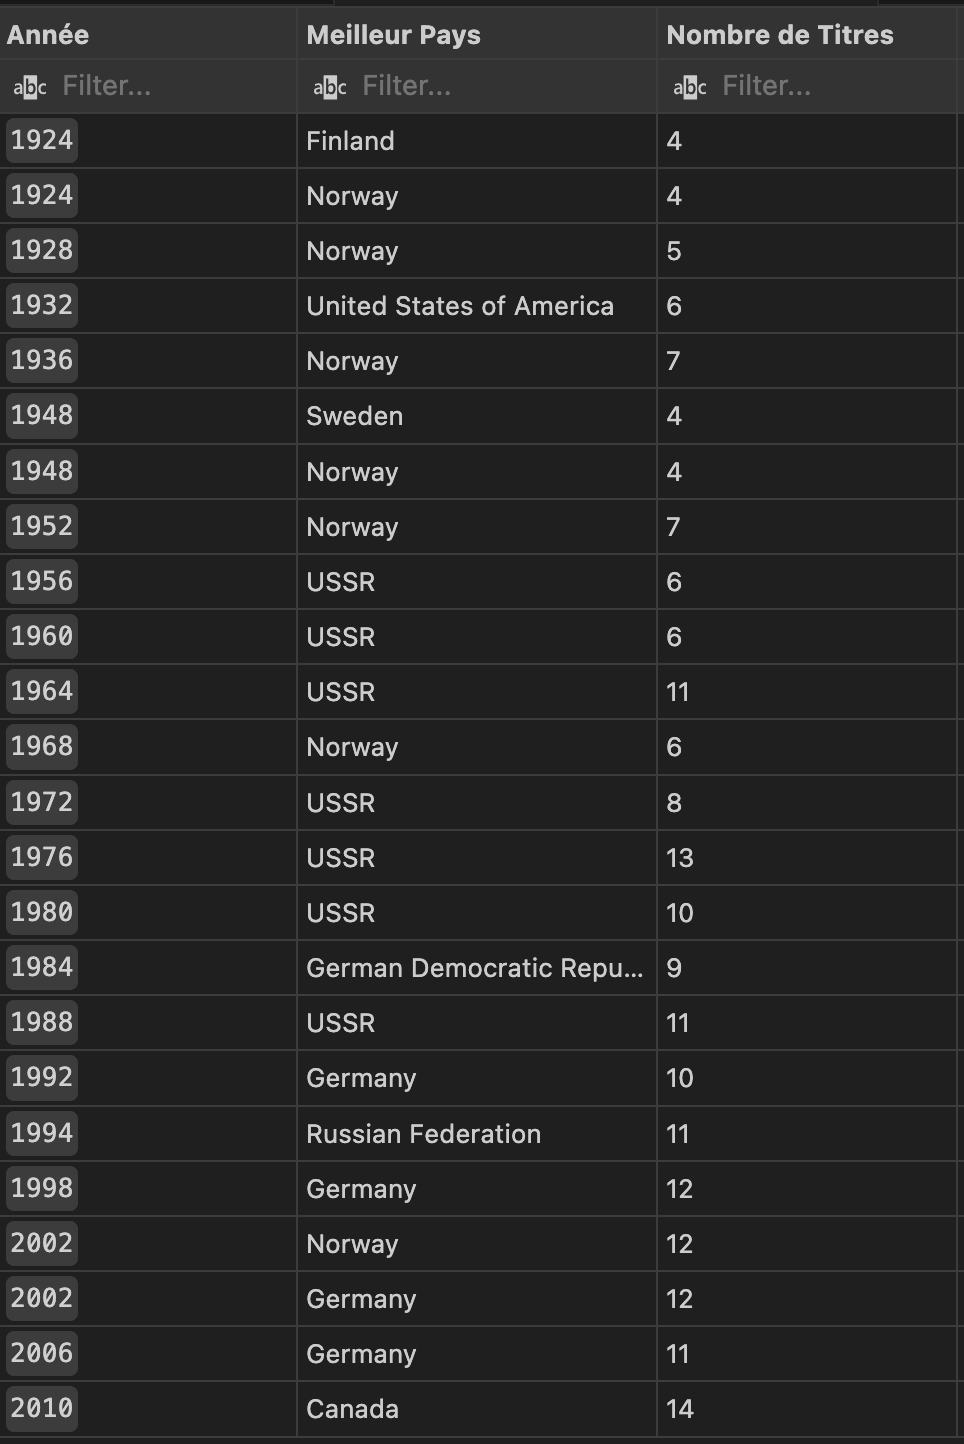 Année Meilleur Pays Nombre de Titres
abc Filter... abc Filter... abc Filter...
1924 Finland 4
1924 Norway 4
1928 Norway 5
1932 United States of America 6
1936 Norway 7
1948 Sweden 4
1948 Norway 4
1952 Norway 7
1956 USSR 6
1960 USSR 6
1964 USSR 11
1968 Norway 6
1972 USSR 8
1976 USSR 13
1980 USSR 10
1984 German Democratic Repu... 9
1988 USSR 11
1992 Germany 10
1994 Russian Federation 11
1998 Germany 12
2002 Norway 12
2002 Germany 12
2006 Germany 11
2010 Canada 14